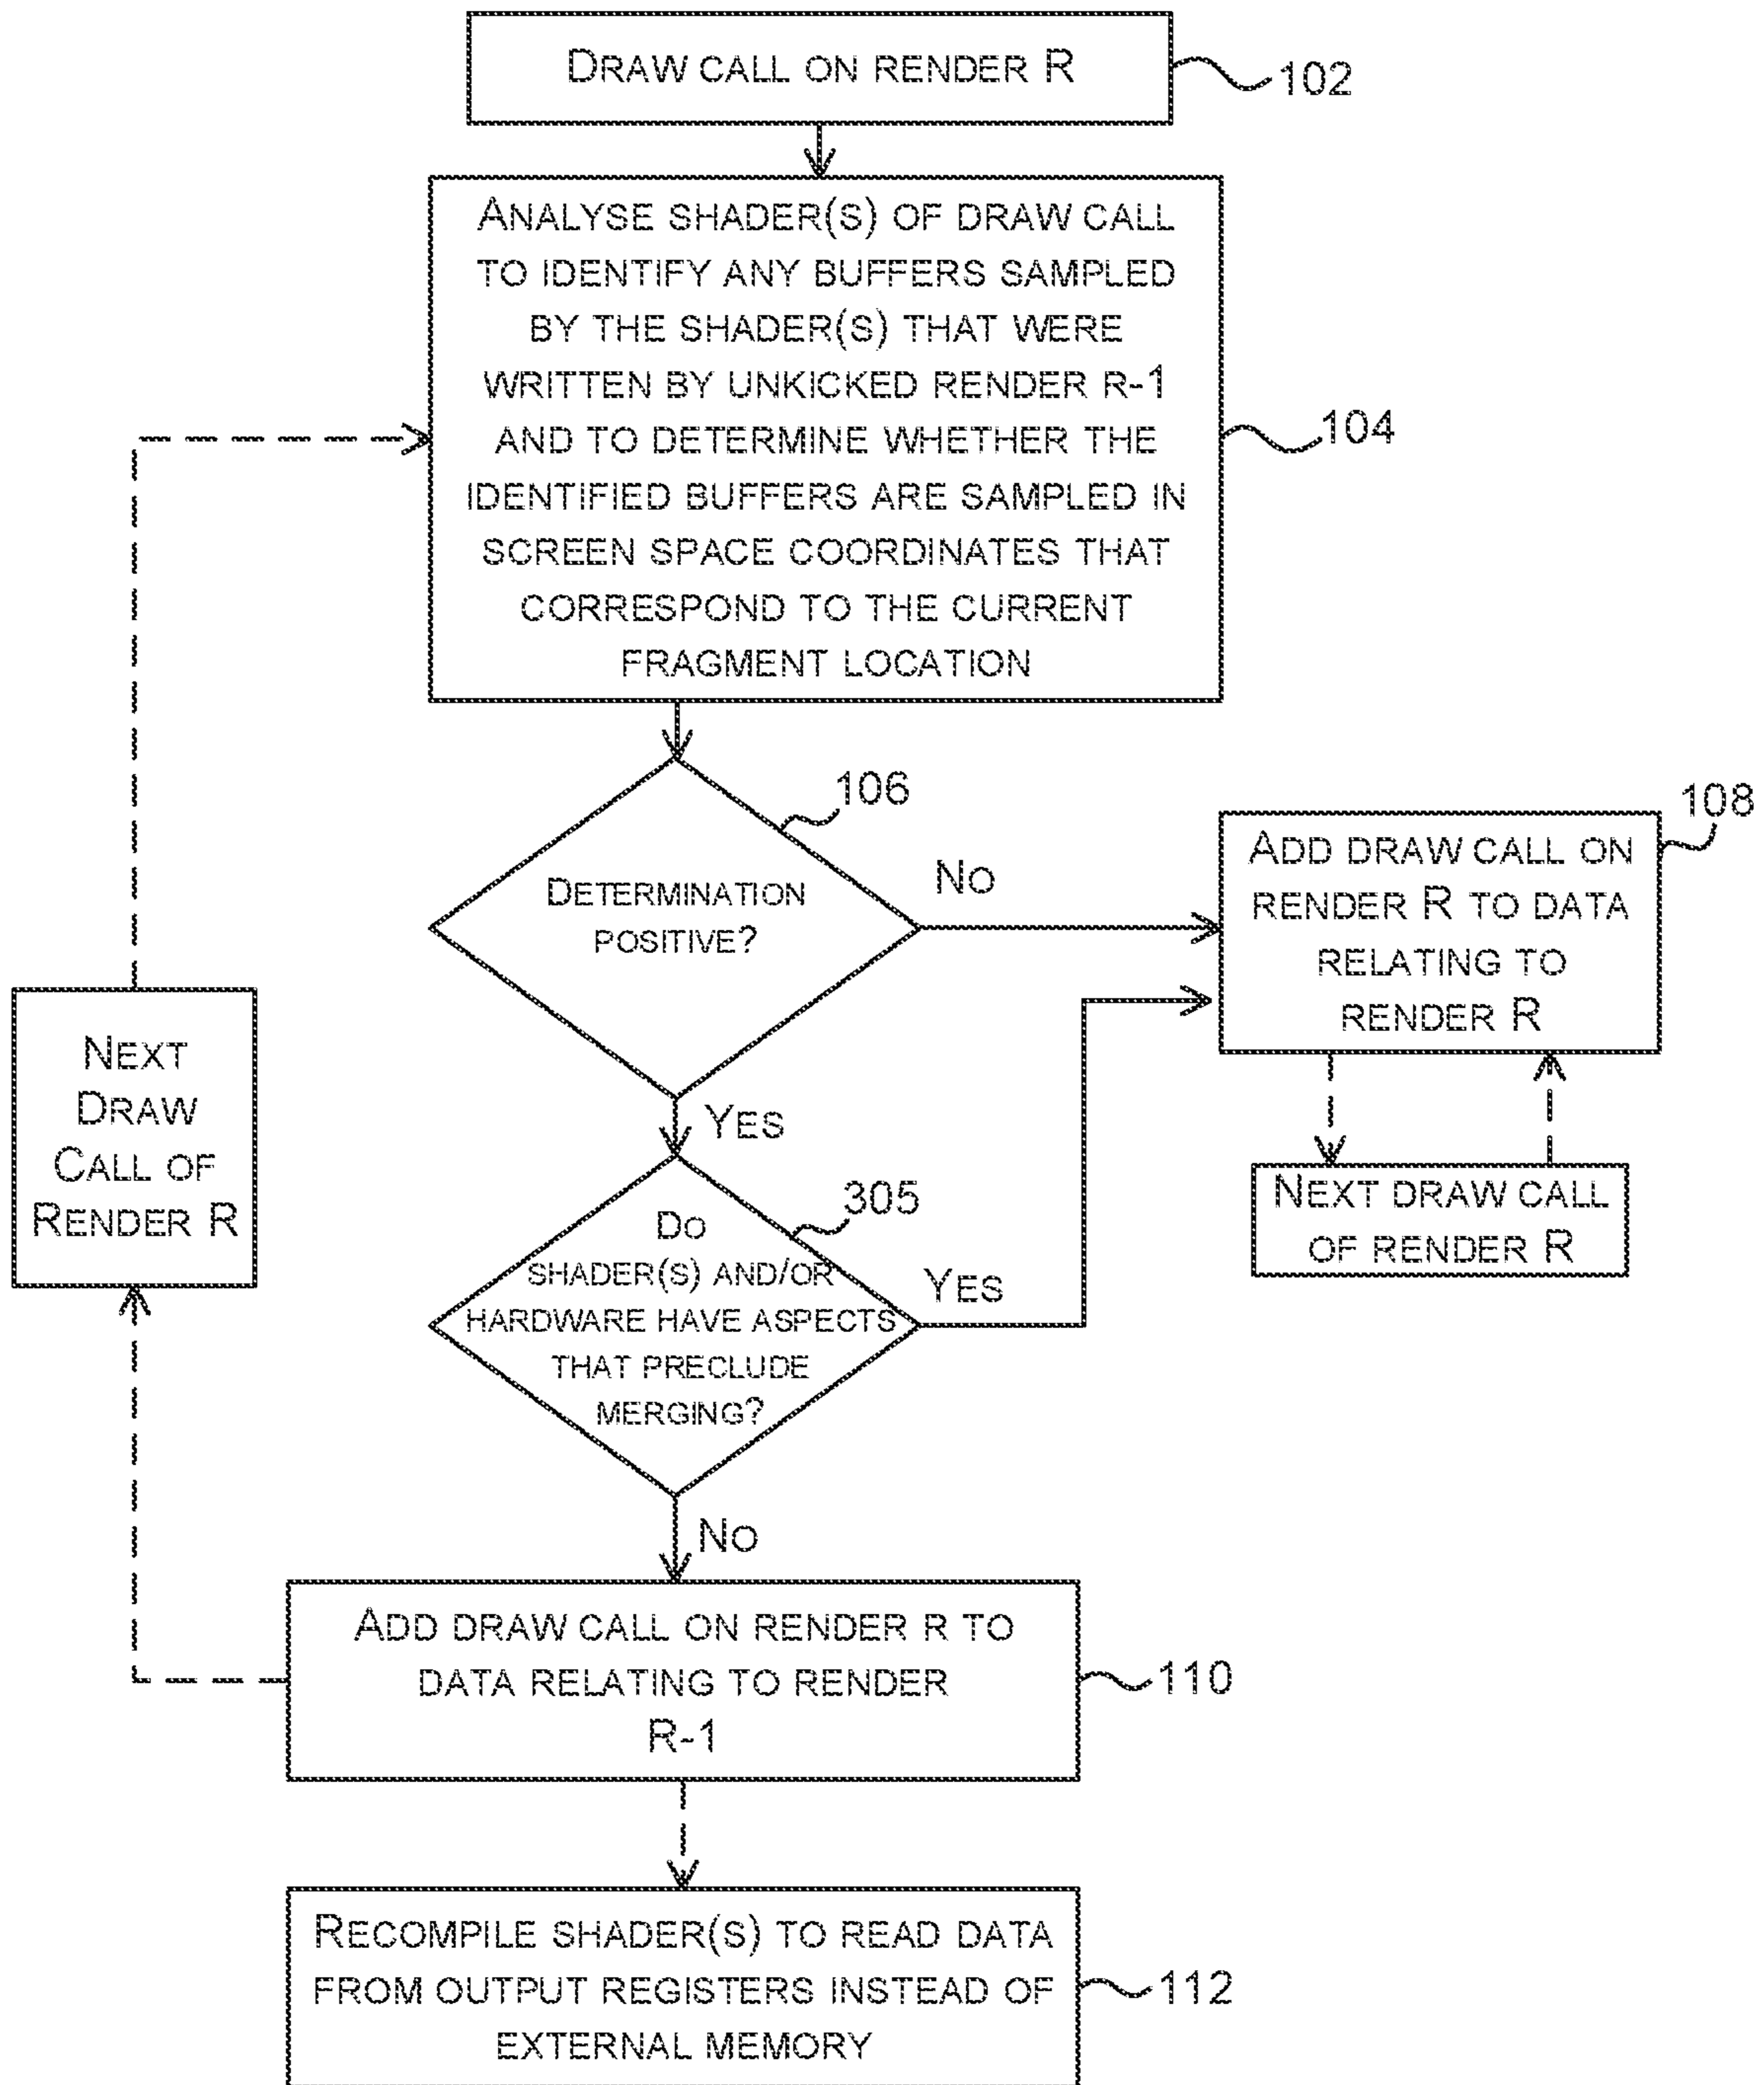 DRAW CALL ON RENDER R
102
ANALYSE SHADER(S) OF DRAW CALL
TO IDENTIFY ANY BUFFERS SAMPLED
BY THE SHADER(S) THAT WERE
WRITTEN BY UNKICKED RENDER R-1
AND TO DETERMINE WHETHER THE
IDENTIFIED BUFFERS ARE SAMPLED IN
SCREEN SPACE COORDINATES THAT
CORRESPOND TO THE CURRENT
FRAGMENT LOCATION
104
106
DETERMINATION
POSITIVE?
NO
108
ADD DRAW CALL ON
RENDER R TO DATA
RELATING TO
RENDER R
YES
NEXT
DRAW
CALL OF
RENDER R
NEXT DRAW CALL
OF RENDER R
305
DO
SHADER(S) AND/OR
HARDWARE HAVE ASPECTS
THAT PRECLUDE
MERGING?
YES
NO
ADD DRAW CALL ON RENDER R TO
DATA RELATING TO RENDER
R-1
110
RECOMPILE SHADER(S) TO READ DATA
FROM OUTPUT REGISTERS INSTEAD OF
EXTERNAL MEMORY
112